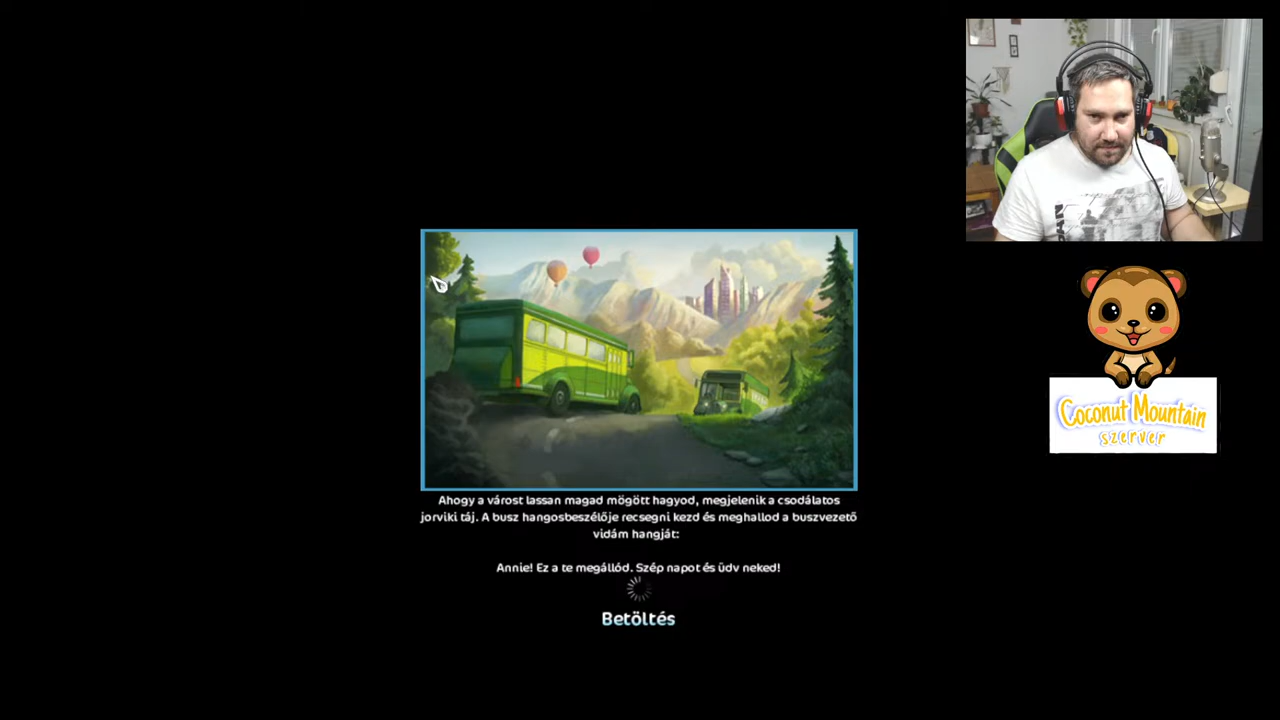 Ahogy a várost lassan magad mögött hagyod, megjelenik a csodálatos
jorviki táj. A busz hangosbeszélője recsegni kezd és meghallod a buszvezető
vidám hangját:
Annie! Ez a te megállód. Szép napot és üdv neked!
Betöltés
Coconut Mountain
szerver